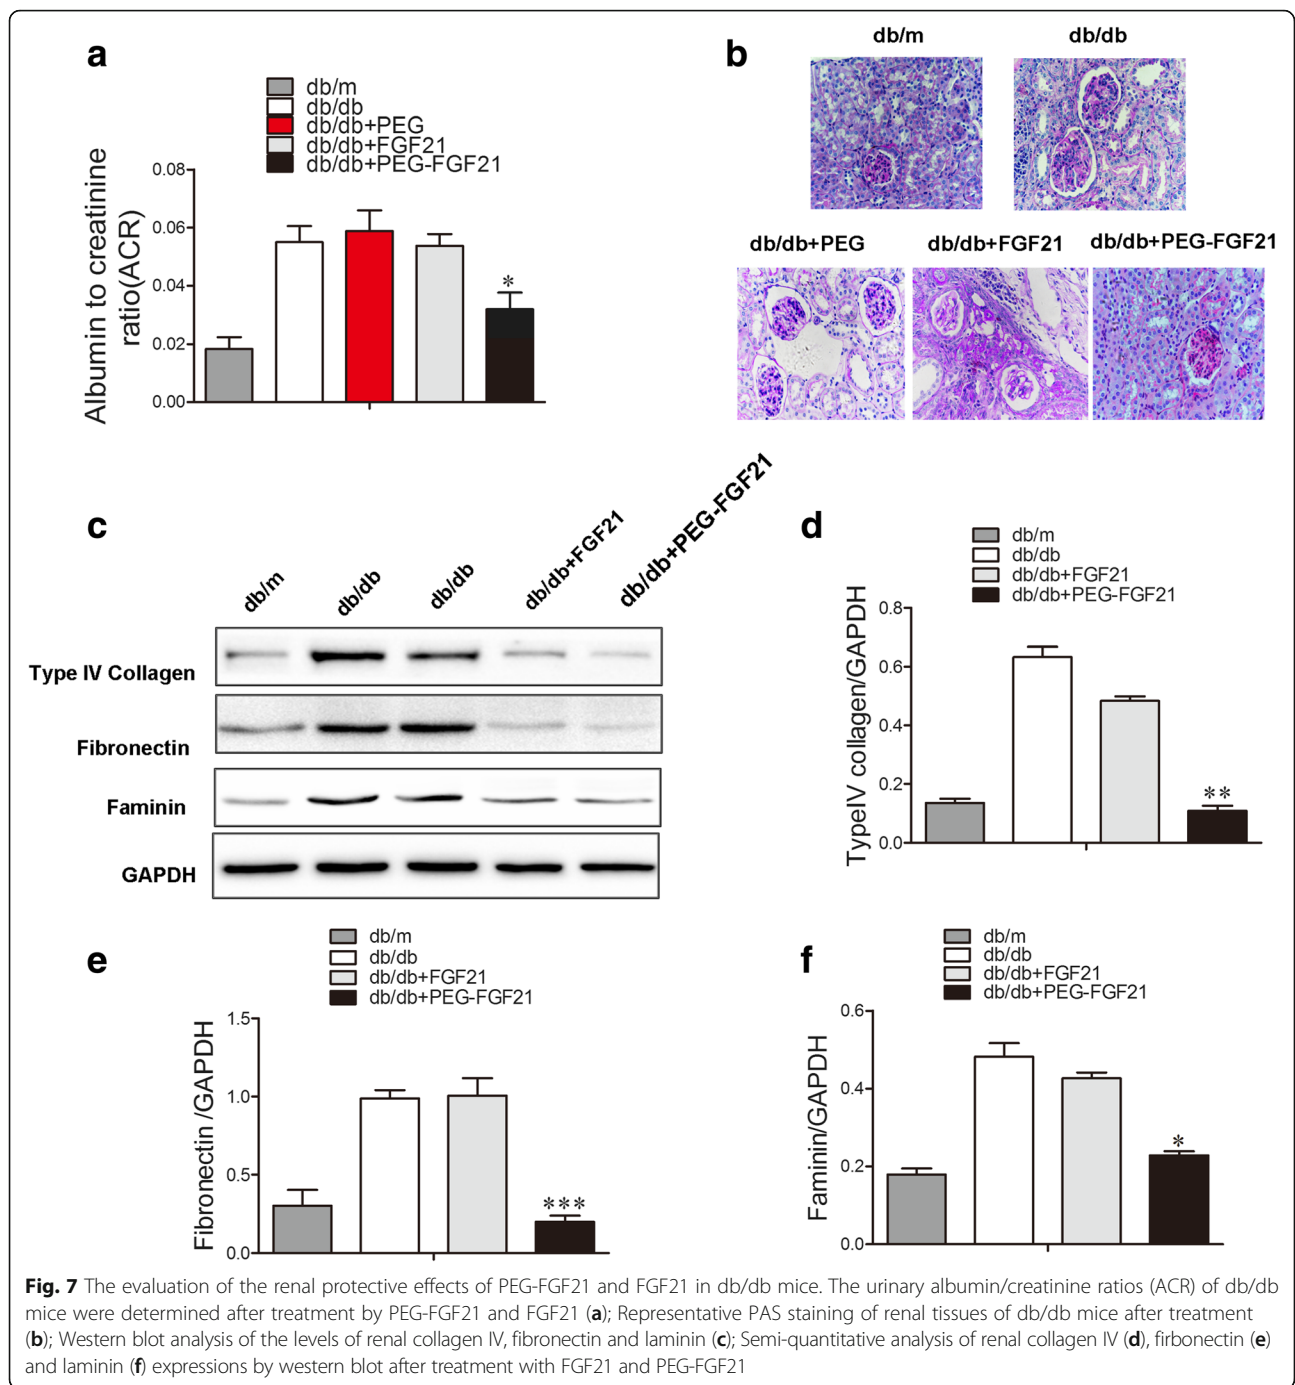 a
db/m
db/db
db/db+PEG
db/db+FGF21
db/db+PEG-FGF21
Albumin to creatinine
ratio(ACR)
0.08
0.06
0.04
0.02
0.00
*
b
db/m
db/db
db/db+PEG
db/db+FGF21
db/db+PEG-FGF21
c
db/m
db/db
db/db
db/db+FGF21
db/db+PEG-FGF21
Type IV Collagen
Fibronectin
Faminin
GAPDH
d
db/m
db/db
db/db+FGF21
db/db+PEG-FGF21
TypeIV collagen/GAPDH
0.8
0.6
0.4
0.2
0.0
**
e
db/m
db/db
db/db+FGF21
db/db+PEG-FGF21
Fibronectin /GAPDH
1.5
1.0
0.5
0.0
***
f
db/m
db/db
db/db+FGF21
db/db+PEG-FGF21
Faminin/GAPDH
0.6
0.4
0.2
0.0
*
Fig. 7 The evaluation of the renal protective effects of PEG-FGF21 and FGF21 in db/db mice. The urinary albumin/creatinine ratios (ACR) of db/db
mice were determined after treatment by PEG-FGF21 and FGF21 (a); Representative PAS staining of renal tissues of db/db mice after treatment
(b); Western blot analysis of the levels of renal collagen IV, fibronectin and laminin (c); Semi-quantitative analysis of renal collagen IV (d), firbonectin (e)
and laminin (f) expressions by western blot after treatment with FGF21 and PEG-FGF21